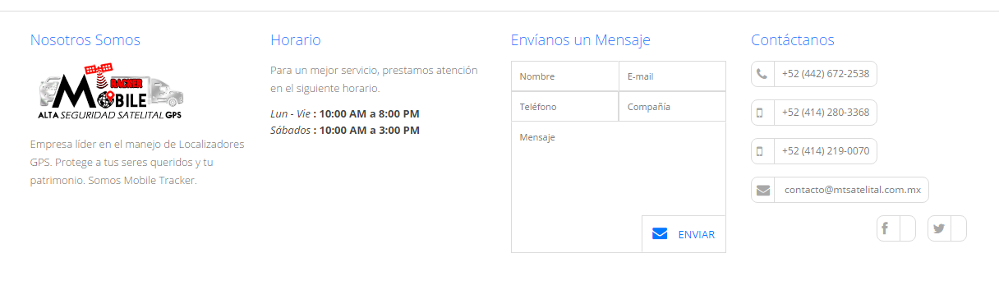 Nosotros Somos
M TRACKER
MOBILE
ALTA SEGURIDAD SATELITAL GPS
Empresa líder en el manejo de Localizadores
GPS. Protege a tus seres queridos y tu
patrimonio. Somos Mobile Tracker.
Horario
Para un mejor servicio, prestamos atención
en el siguiente horario.
Lun - Vie : 10:00 AM a 8:00 PM
Sábados : 10:00 AM a 3:00 PM
Envíanos un Mensaje
Nombre
E-mail
Teléfono
Compañía
Mensaje
ENVIAR
Contáctanos
+52 (442) 672-2538
+52 (414) 280-3368
+52 (414) 219-0070
contacto@mtsatelital.com.mx